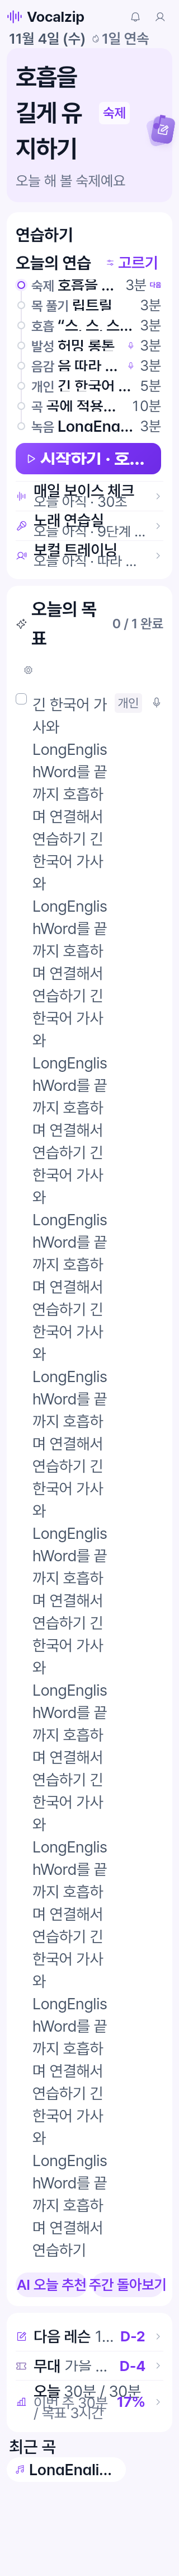 Vocalzip
11월 4일 (수) 1일 연속
호흡을
길게 유
지하기
숙제
오늘 해 볼 숙제예요
연습하기
오늘의 연습 고르기
숙제 호흡을 ... 3분 다음
목 풀기 립트릴 3분
호흡 “스, 스, 스... 3분
발성 허밍 롱톤 3분
음감 음 따라 ... 3분
개인 긴 한국어 ... 5분
곡 곡에 적용... 10분
녹음 LongEng... 3분
시작하기 · 호...
매일 보이스 체크
오늘 아직 · 30초
노래 연습실
오늘 아직 · 9단계 ...
보컬 트레이닝
오늘 아직 · 따라 ...
오늘의 목
표
0 / 1 완료
긴 한국어 가
사와
LongEnglis
hWord를 끝
까지 호흡하
며 연결해서
연습하기 긴
한국어 가사
와
LongEnglis
hWord를 끝
까지 호흡하
며 연결해서
연습하기 긴
한국어 가사
와
LongEnglis
hWord를 끝
까지 호흡하
며 연결해서
연습하기 긴
한국어 가사
와
LongEnglis
hWord를 끝
까지 호흡하
며 연결해서
연습하기 긴
한국어 가사
와
LongEnglis
hWord를 끝
까지 호흡하
며 연결해서
연습하기 긴
한국어 가사
와
LongEnglis
hWord를 끝
까지 호흡하
며 연결해서
연습하기 긴
한국어 가사
와
LongEnglis
hWord를 끝
까지 호흡하
며 연결해서
연습하기 긴
한국어 가사
와
LongEnglis
hWord를 끝
까지 호흡하
며 연결해서
연습하기 긴
한국어 가사
와
LongEnglis
hWord를 끝
까지 호흡하
며 연결해서
연습하기 긴
한국어 가사
와
LongEnglis
hWord를 끝
까지 호흡하
며 연결해서
연습하기
개인
AI 오늘 추천 주간 돌아보기
다음 레슨 1... D-2
무대 가을 ... D-4
오늘 30분 / 30분
이번 주 30분
/ 목표 3시간
17%
최근 곡
LongEngli...